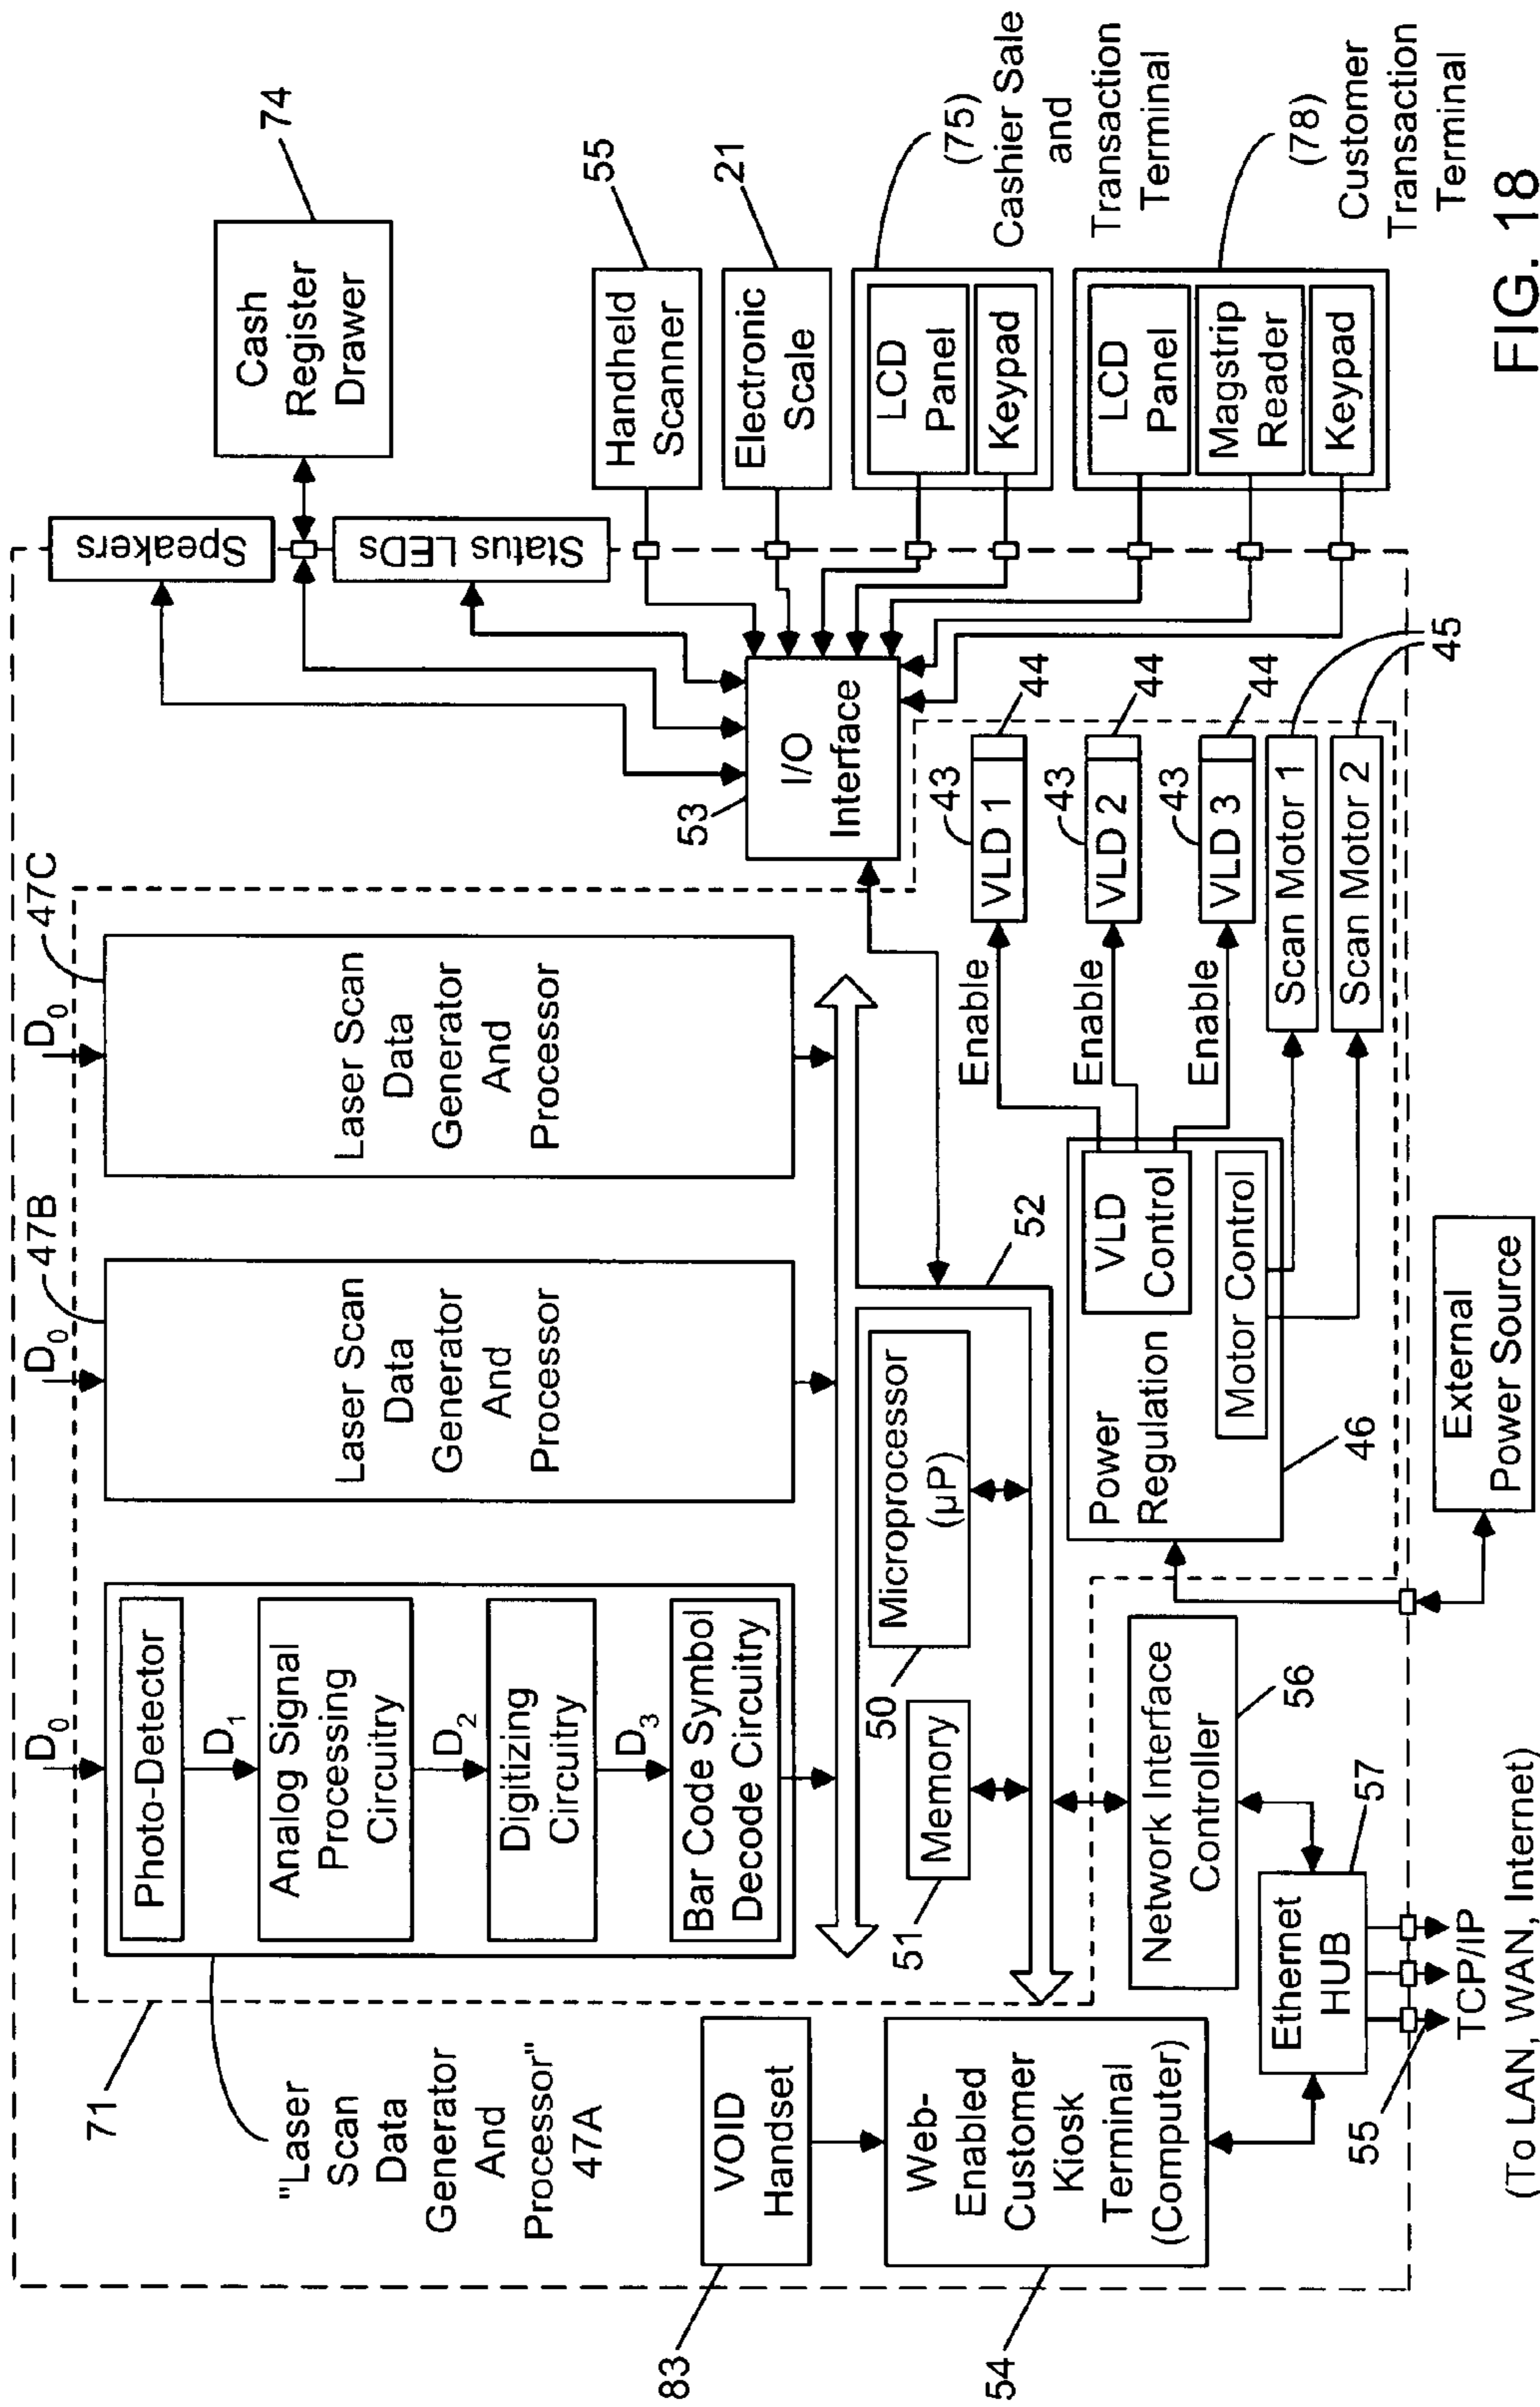 D0
D0
47B
D0
47C
71
Photo-Detector
D1
Analog Signal
Processing
Circuitry
D2
Digitizing
Circuitry
D3
Bar Code Symbol
Decode Circuitry
"Laser
Scan
Data
Generator
And
Processor"
47A
Laser Scan
Data
Generator
And
Processor
Laser Scan
Data
Generator
And
Processor
Speakers
Status LEDs
Cash
Register
Drawer
74
Handheld
Scanner
55
Electronic
Scale
21
LCD
Panel
Keypad
(75)
Cashier Sale
and
Transaction
Terminal
LCD
Panel
Magstrip
Reader
Keypad
(78)
Customer
Transaction
Terminal
I/O
Interface
53
VOID
Handset
83
Web-
Enabled
Customer
Kiosk
Terminal
(Computer)
54
Memory
51
Microprocessor
(µP)
50
52
Network Interface
Controller
56
Ethernet
HUB
57
55
TCP/IP
(To LAN, WAN, Internet)
Power
Regulation
VLD
Control
Motor Control
46
External
Power Source
Enable
Enable
Enable
43
VLD 1
44
43
VLD 2
44
43
VLD 3
44
Scan Motor 1
Scan Motor 2
45
FIG. 18